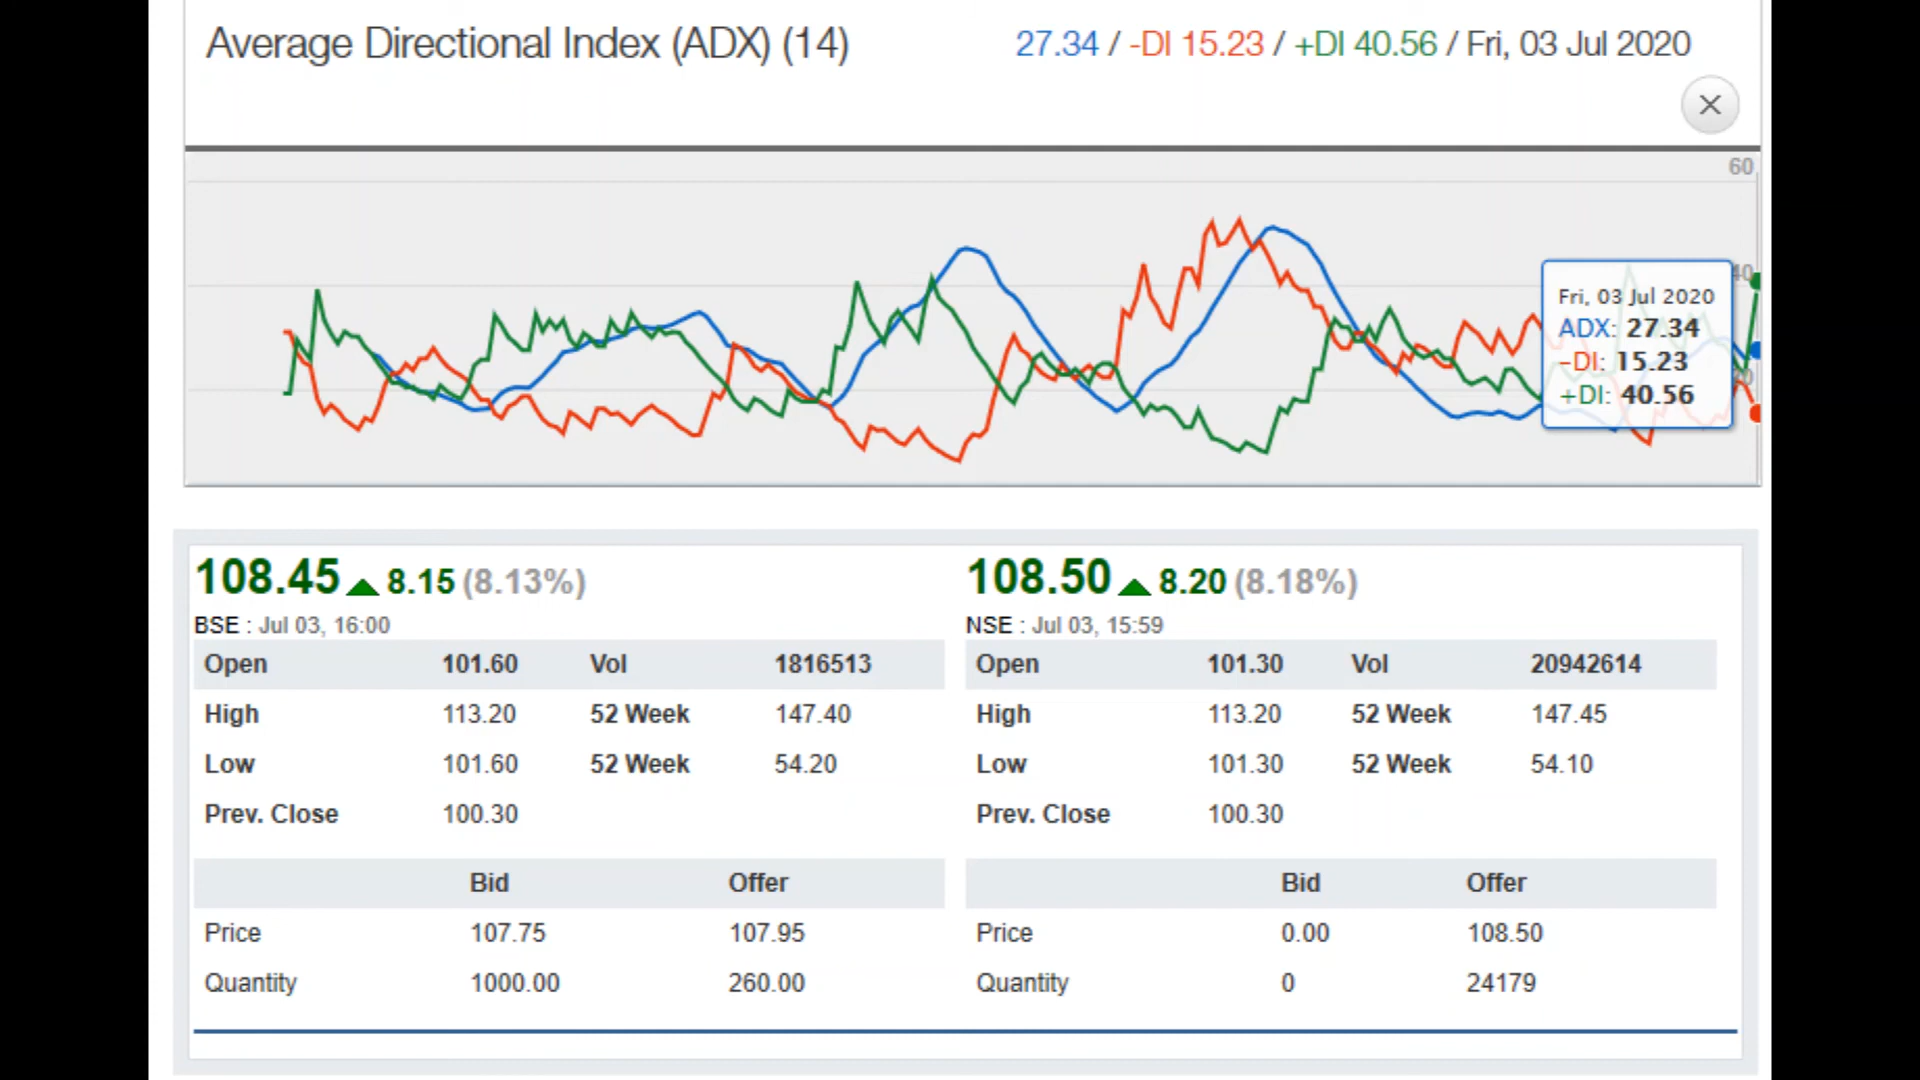 Average Directional Index (ADX) (14)
27.34 / -DI 15.23 / +DI 40.56 / Fri, 03 Jul 2020
60
40
Fri, 03 Jul 2020
ADX: 27.34
-DI: 15.23
+DI: 40.56
108.45 ▲ 8.15 (8.13%)
BSE : Jul 03, 16:00
Open 101.60 Vol 1816513
High 113.20 52 Week 147.40
Low 101.60 52 Week 54.20
Prev. Close 100.30
Bid Offer
Price 107.75 107.95
Quantity 1000.00 260.00
108.50 ▲ 8.20 (8.18%)
NSE : Jul 03, 15:59
Open 101.30 Vol 20942614
High 113.20 52 Week 147.45
Low 101.30 52 Week 54.10
Prev. Close 100.30
Bid Offer
Price 0.00 108.50
Quantity 0 24179